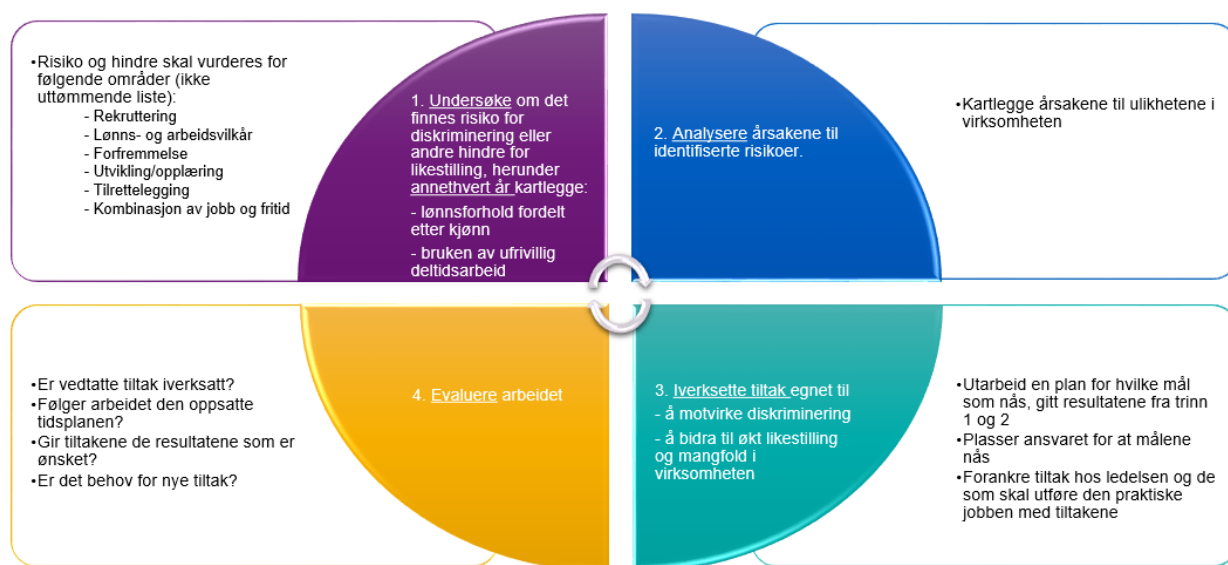 •Risiko og hindre skal vurderes for
følgende områder (ikke
uttømmende liste):
- Rekruttering
- Lønns- og arbeidsvilkår
- Forfremmelse
- Utvikling/opplæring
- Tilrettelegging
- Kombinasjon av jobb og fritid
1. Undersøke om det
finnes risiko for
diskriminering eller
andre hindre for
likestilling, herunder
annethvert år kartlegge:
- lønnsforhold fordelt
etter kjønn
- bruken av ufrivillig
deltidsarbeid
2. Analysere årsakene til
identifiserte risikoer.
•Kartlegge årsakene til ulikhetene i
virksomheten
•Er vedtatte tiltak iverksatt?
•Følger arbeidet den oppsatte
tidsplanen?
•Gir tiltakene de resultatene som er
ønsket?
•Er det behov for nye tiltak?
4. Evaluere arbeidet
3. Iverksette tiltak egnet til
- å motvirke diskriminering
- å bidra til økt likestilling
og mangfold i
virksomheten
•Utarbeid en plan for hvilke mål
som nås, gitt resultatene fra trinn
1 og 2
•Plasser ansvaret for at målene
nås
•Forankre tiltak hos ledelsen og de
som skal utføre den praktiske
jobben med tiltakene